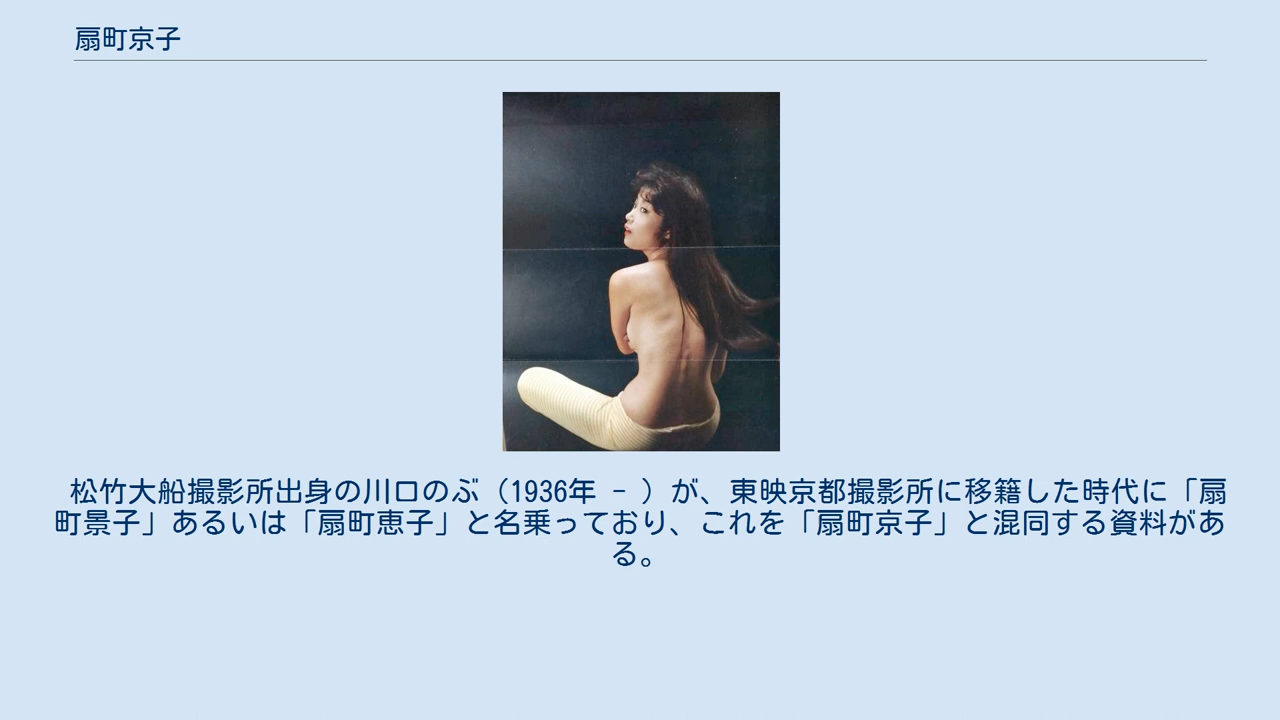 扇町京子
松竹大船撮影所出身の川口のぶ（1936年 - ）が、東映京都撮影所に移籍した時代に「扇
町景子」あるいは「扇町恵子」と名乗っており、これを「扇町京子」と混同する資料があ
る。